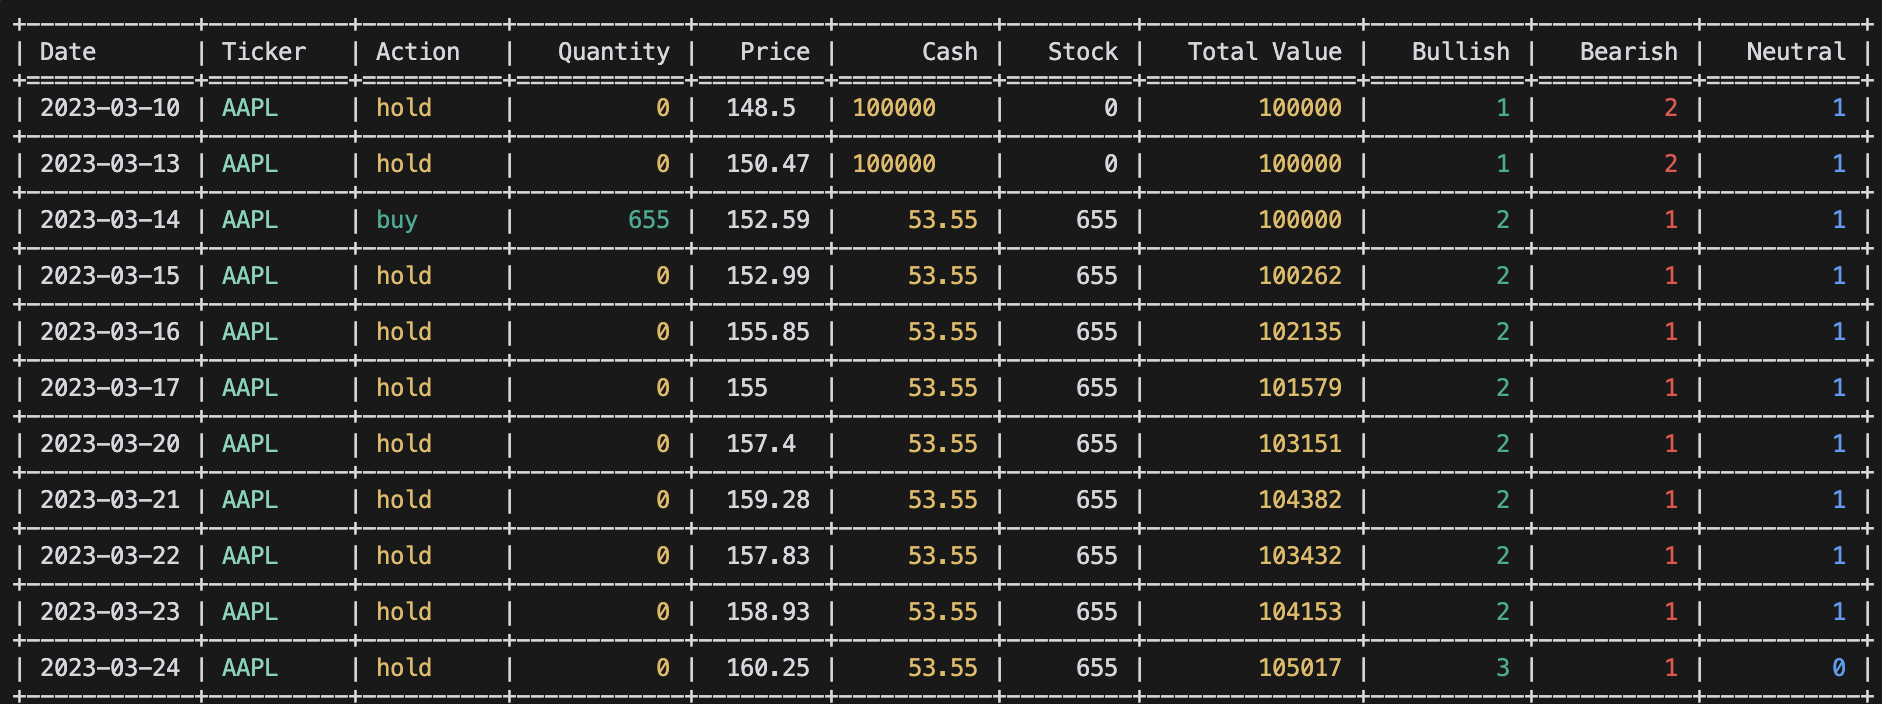 Date Ticker Action Quantity Price Cash Stock Total Value Bullish Bearish Neutral
2023-03-10 AAPL hold 0 148.5 100000 0 100000 1 2 1
2023-03-13 AAPL hold 0 150.47 100000 0 100000 1 2 1
2023-03-14 AAPL buy 655 152.59 53.55 655 100000 2 1 1
2023-03-15 AAPL hold 0 152.99 53.55 655 100262 2 1 1
2023-03-16 AAPL hold 0 155.85 53.55 655 102135 2 1 1
2023-03-17 AAPL hold 0 155 53.55 655 101579 2 1 1
2023-03-20 AAPL hold 0 157.4 53.55 655 103151 2 1 1
2023-03-21 AAPL hold 0 159.28 53.55 655 104382 2 1 1
2023-03-22 AAPL hold 0 157.83 53.55 655 103432 2 1 1
2023-03-23 AAPL hold 0 158.93 53.55 655 104153 2 1 1
2023-03-24 AAPL hold 0 160.25 53.55 655 105017 3 1 0